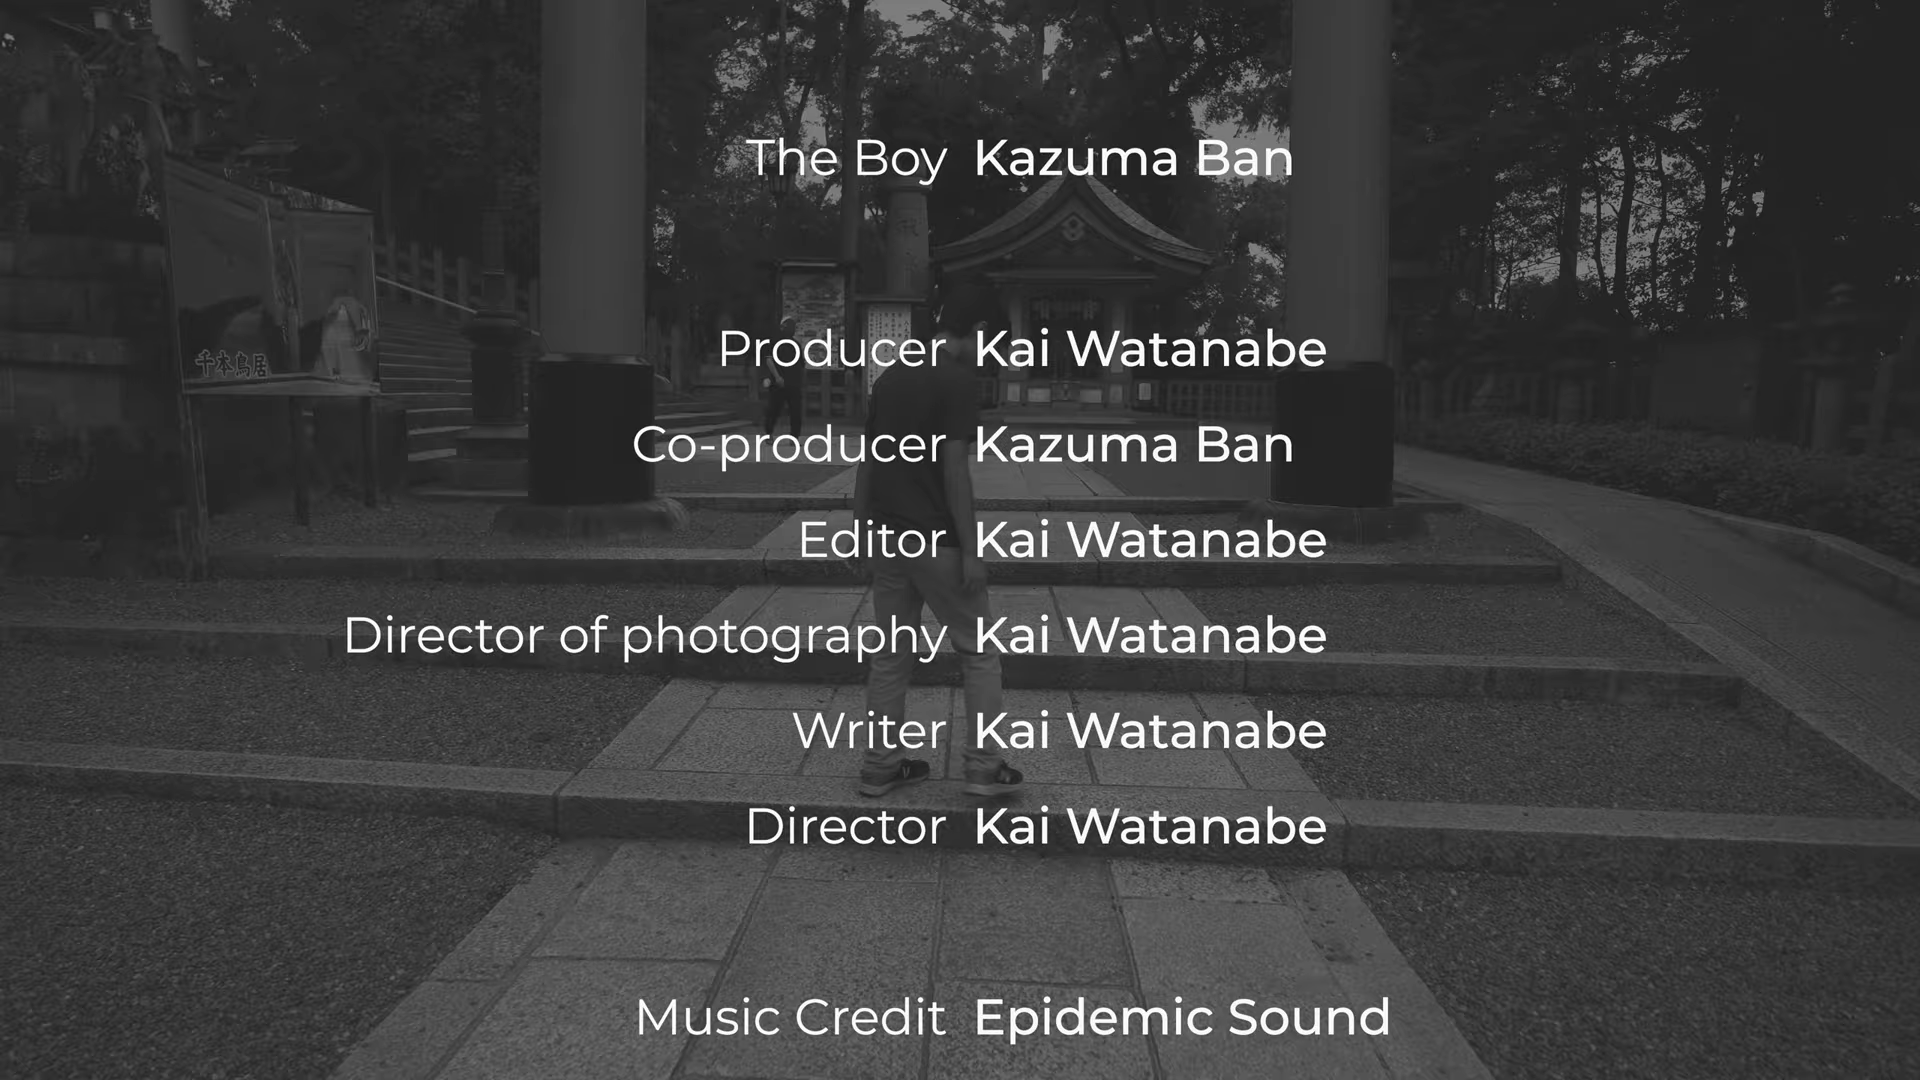 The Boy Kazuma Ban
千本鳥居
Producer Kai Watanabe
Co-producer Kazuma Ban
Editor Kai Watanabe
Director of photography Kai Watanabe
Writer Kai Watanabe
Director Kai Watanabe
Music Credit Epidemic Sound